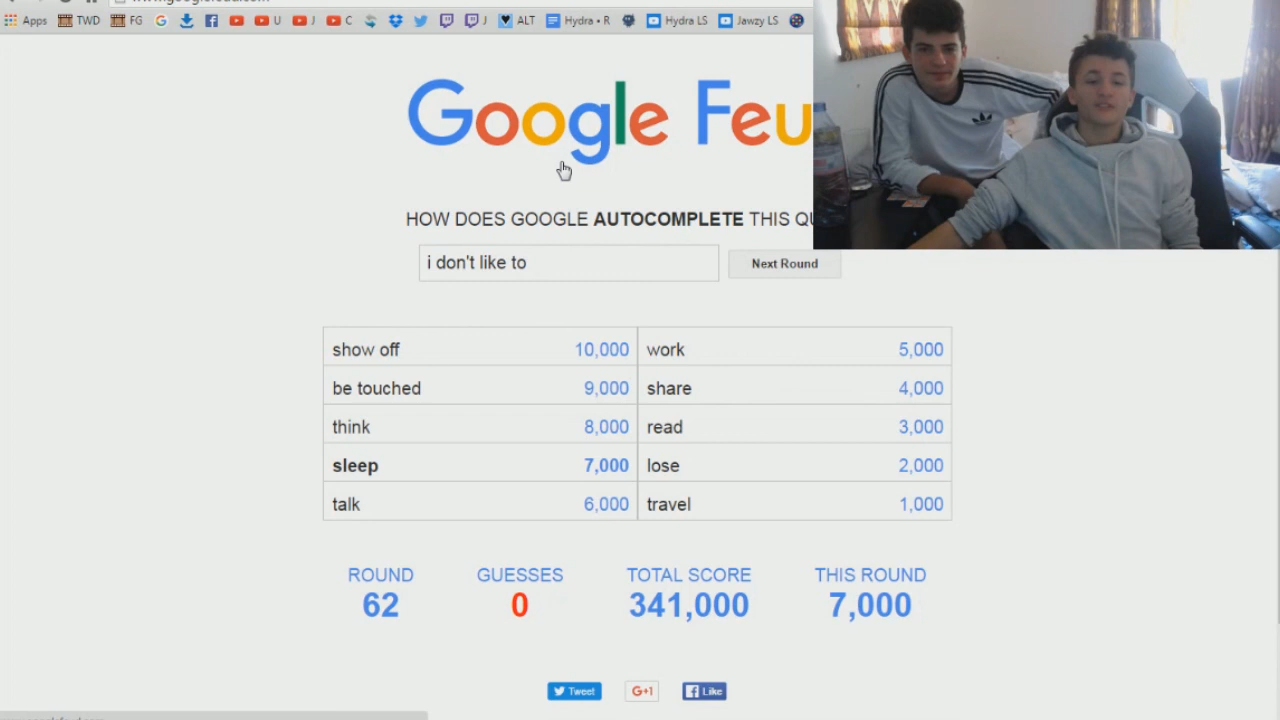 Apps TWD FG U J C J ALT Hydra • R Hydra LS Jawzy LS
Google Feu
HOW DOES GOOGLE AUTOCOMPLETE THIS
i don't like to
Next Round
show off 10,000 work 5,000
be touched 9,000 share 4,000
think 8,000 read 3,000
sleep 7,000 lose 2,000
talk 6,000 travel 1,000
ROUND GUESSES TOTAL SCORE THIS ROUND
62 0 341,000 7,000
Tweet G+1 Like